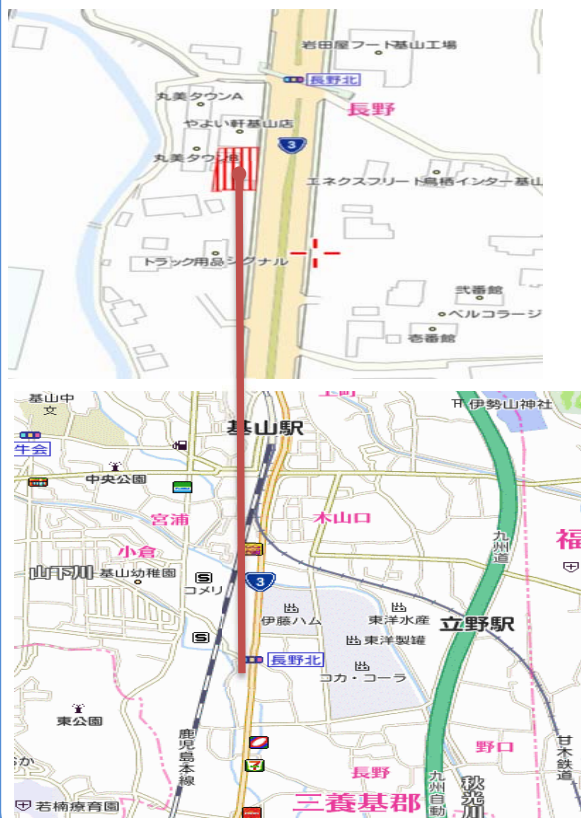 岩田屋フード基山工場
長野北
丸美タウンA
長野
やよい軒基山店
3
丸美タウンB
エネクスフリート鳥栖インター基山
トラック用品シグナル
弐番館
ベルコラージ
壱番館
基山中
文
伊勢山神社
基山駅
牛会
中央公園
宮浦
木山口
小倉
九州道
福
山下川
基山幼稚園
S
コメリ
3
伊藤ハム
東洋水産
立野駅
S
東洋製罐
長野北
コカ・コーラ
東公園
鹿児島本線
野口
甘木鉄道
か
7
長野
九州自動
秋光川
若楠療育園
三養基郡